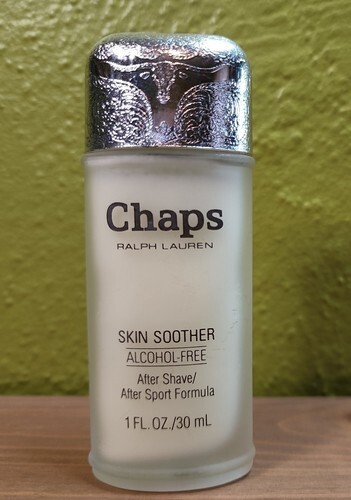 Chaps
RALPH LAUREN
SKIN SOOTHER
ALCOHOL-FREE
After Shave/
After Sport Formula
1 FL. OZ./30 mL